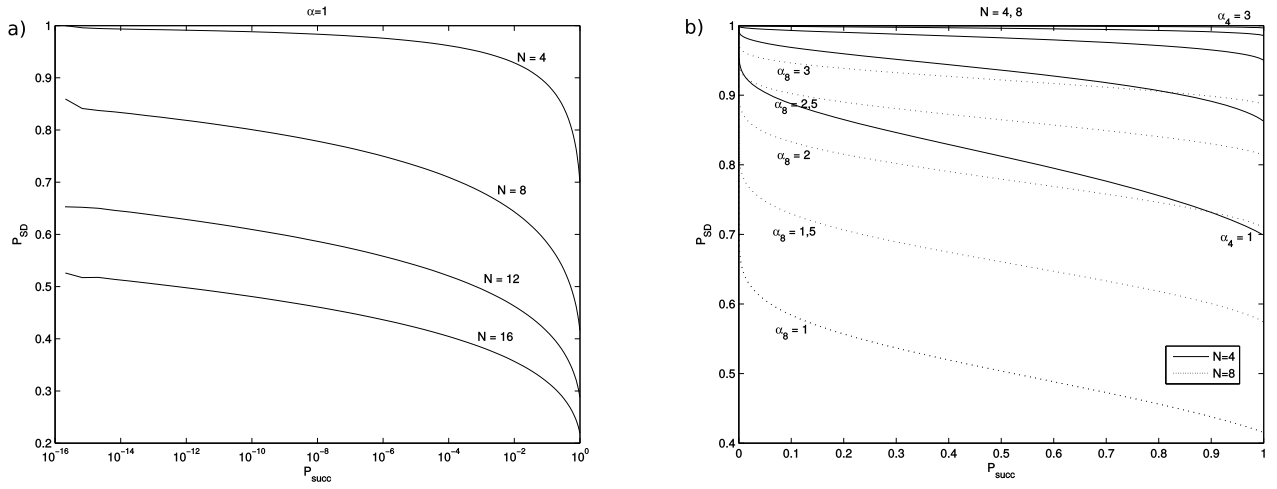 a)
α=1
1
0.9
0.8
0.7
0.6
0.5
0.4
0.3
0.2
P_SD
N = 4
N = 8
N = 12
N = 16
10^-16
10^-14
10^-12
10^-10
10^-8
10^-6
10^-4
10^-2
10^0
P_succ
b)
N = 4, 8
1
0.9
0.8
0.7
0.6
0.5
0.4
P_SD
α_4 = 3
α_8 = 3
α_8 = 2,5
α_8 = 2
α_8 = 1,5
α_4 = 1
α_8 = 1
N=4
N=8
0
0.1
0.2
0.3
0.4
0.5
0.6
0.7
0.8
0.9
1
P_succ